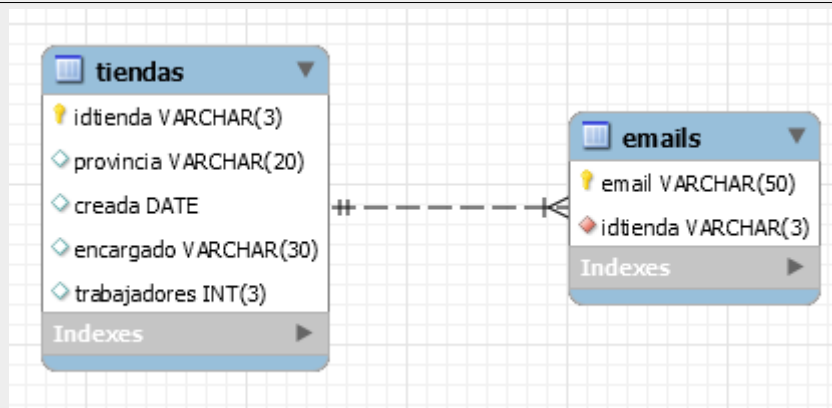 tiendas
idtienda VARCHAR(3)
provincia VARCHAR(20)
creada DATE
encargado VARCHAR(30)
trabajadores INT(3)
Indexes
emails
email VARCHAR(50)
idtienda VARCHAR(3)
Indexes